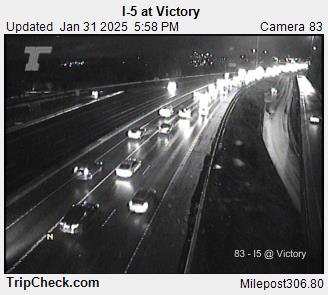 I-5 at Victory
Updated Jan 31 2025 5:58 PM Camera 83
T
N
83 - I5 @ Victory
TripCheck.com Milepost306.80